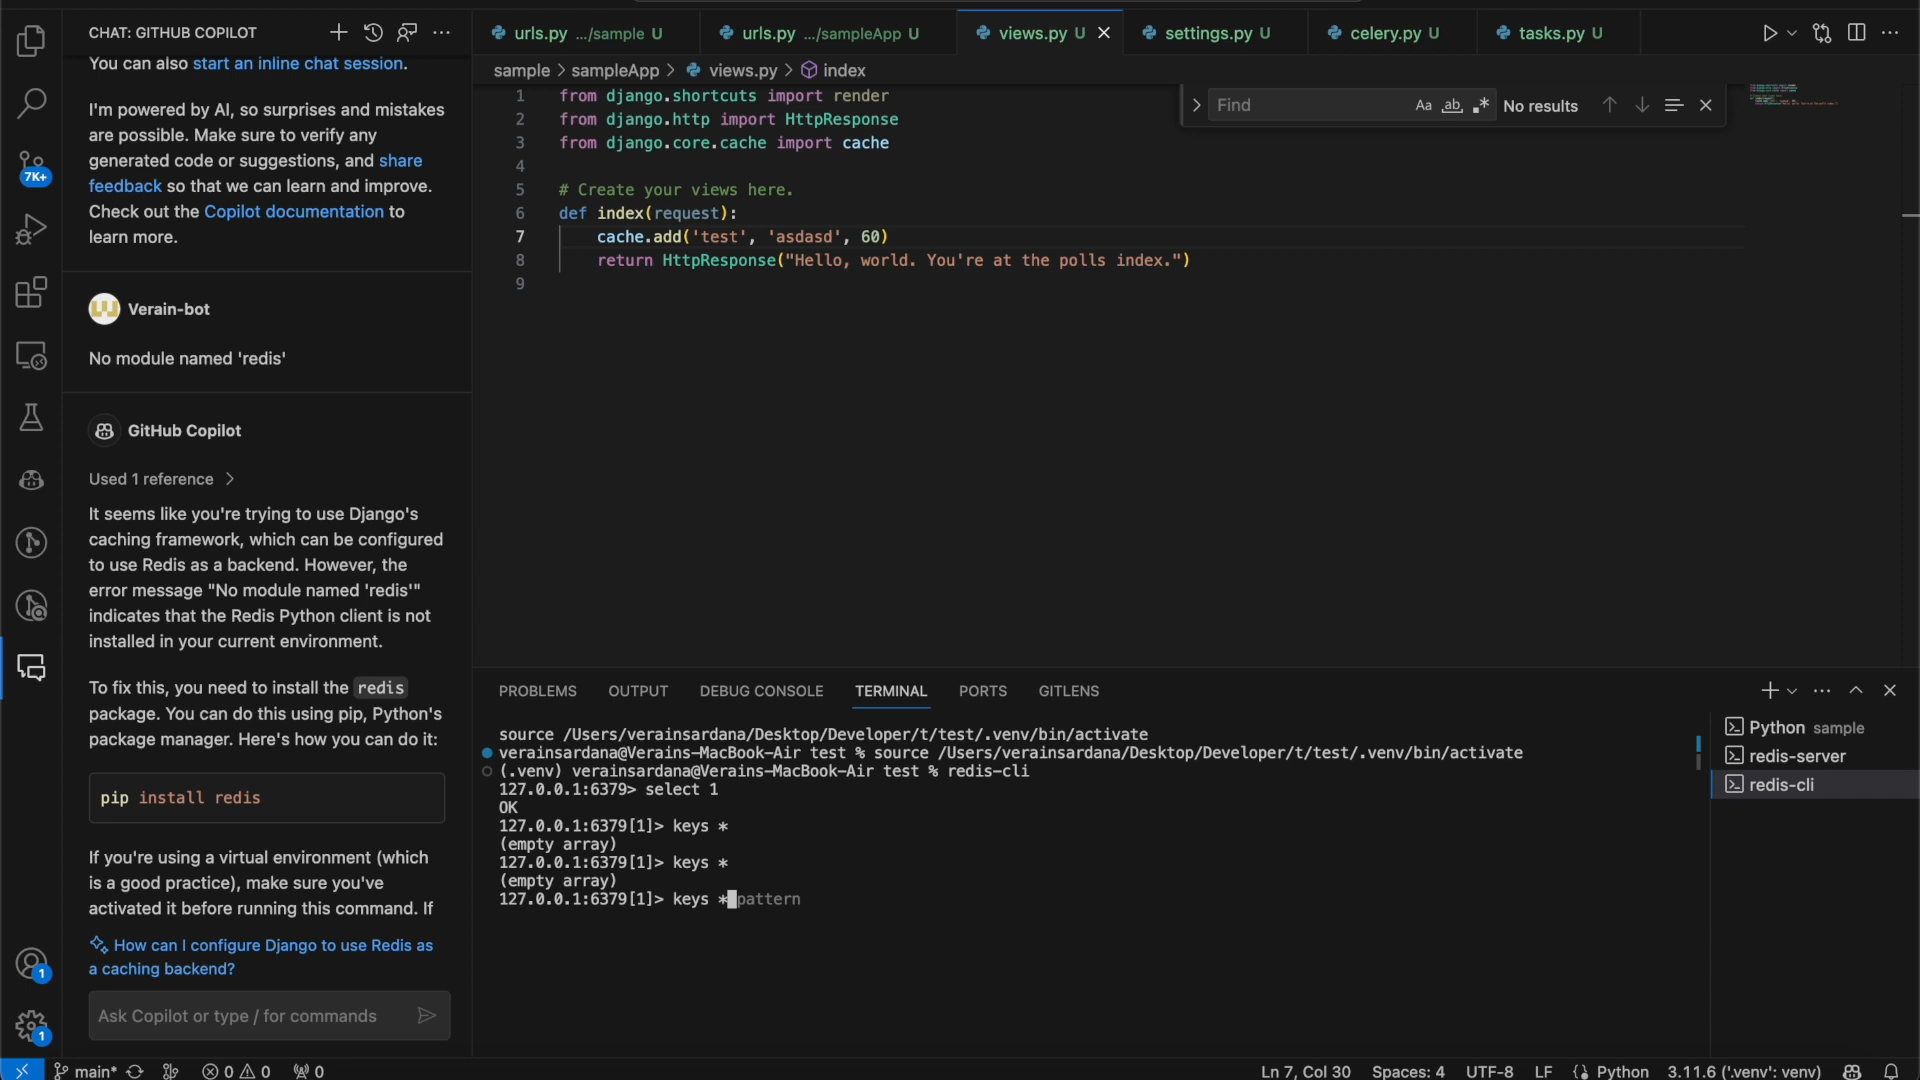 CHAT: GITHUB COPILOT
You can also start an inline chat session.
I'm powered by AI, so surprises and mistakes
are possible. Make sure to verify any
generated code or suggestions, and share
feedback so that we can learn and improve.
Check out the Copilot documentation to
learn more.
Verain-bot
No module named 'redis'
GitHub Copilot
Used 1 reference
It seems like you're trying to use Django's
caching framework, which can be configured
to use Redis as a backend. However, the
error message "No module named 'redis'"
indicates that the Redis Python client is not
installed in your current environment.
To fix this, you need to install the redis
package. You can do this using pip, Python's
package manager. Here's how you can do it:
pip install redis
If you're using a virtual environment (which
is a good practice), make sure you've
activated it before running this command. If
How can I configure Django to use Redis as
a caching backend?
Ask Copilot or type / for commands
7K+
1
1
urls.py .../sample U
urls.py .../sampleApp U
views.py U
settings.py U
celery.py U
tasks.py U
sample > sampleApp > views.py > index
Find
Aa ab .*
No results
1 from django.shortcuts import render
2 from django.http import HttpResponse
3 from django.core.cache import cache
4
5 # Create your views here.
6 def index(request):
7 cache.add('test', 'asdasd', 60)
8 return HttpResponse("Hello, world. You're at the polls index.")
9
PROBLEMS OUTPUT DEBUG CONSOLE TERMINAL PORTS GITLENS
source /Users/verainsardana/Desktop/Developer/t/test/.venv/bin/activate
verainsardana@Verains-MacBook-Air test % source /Users/verainsardana/Desktop/Developer/t/test/.venv/bin/activate
(.venv) verainsardana@Verains-MacBook-Air test % redis-cli
127.0.0.1:6379> select 1
OK
127.0.0.1:6379[1]> keys *
(empty array)
127.0.0.1:6379[1]> keys *
(empty array)
127.0.0.1:6379[1]> keys * pattern
Python sample
redis-server
redis-cli
main* 0 0 0
Ln 7, Col 30 Spaces: 4 UTF-8 LF Python 3.11.6 ('.venv': venv)